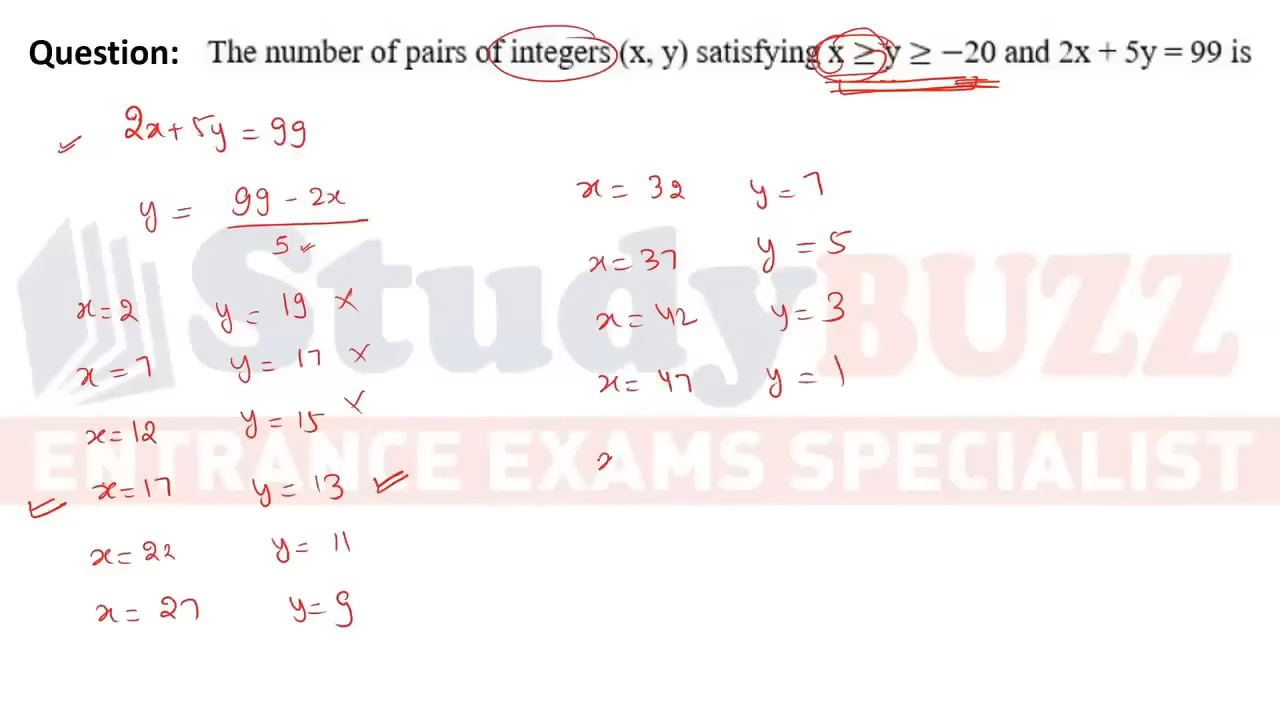 Question: The number of pairs of integers (x, y) satisfying x ≥ y ≥ −20 and 2x + 5y = 99 is
2x + 5y = 99
y = 99 - 2x
5
x = 2 y = 19 ×
x = 7 y = 17 ×
x = 12 y = 15 ×
x = 17 y = 13
x = 22 y = 11
x = 27 y = 9
x = 32 y = 7
x = 37 y = 5
x = 42 y = 3
x = 47 y = 1
x
StudyBUZZ
ENTRANCE EXAMS SPECIALIST